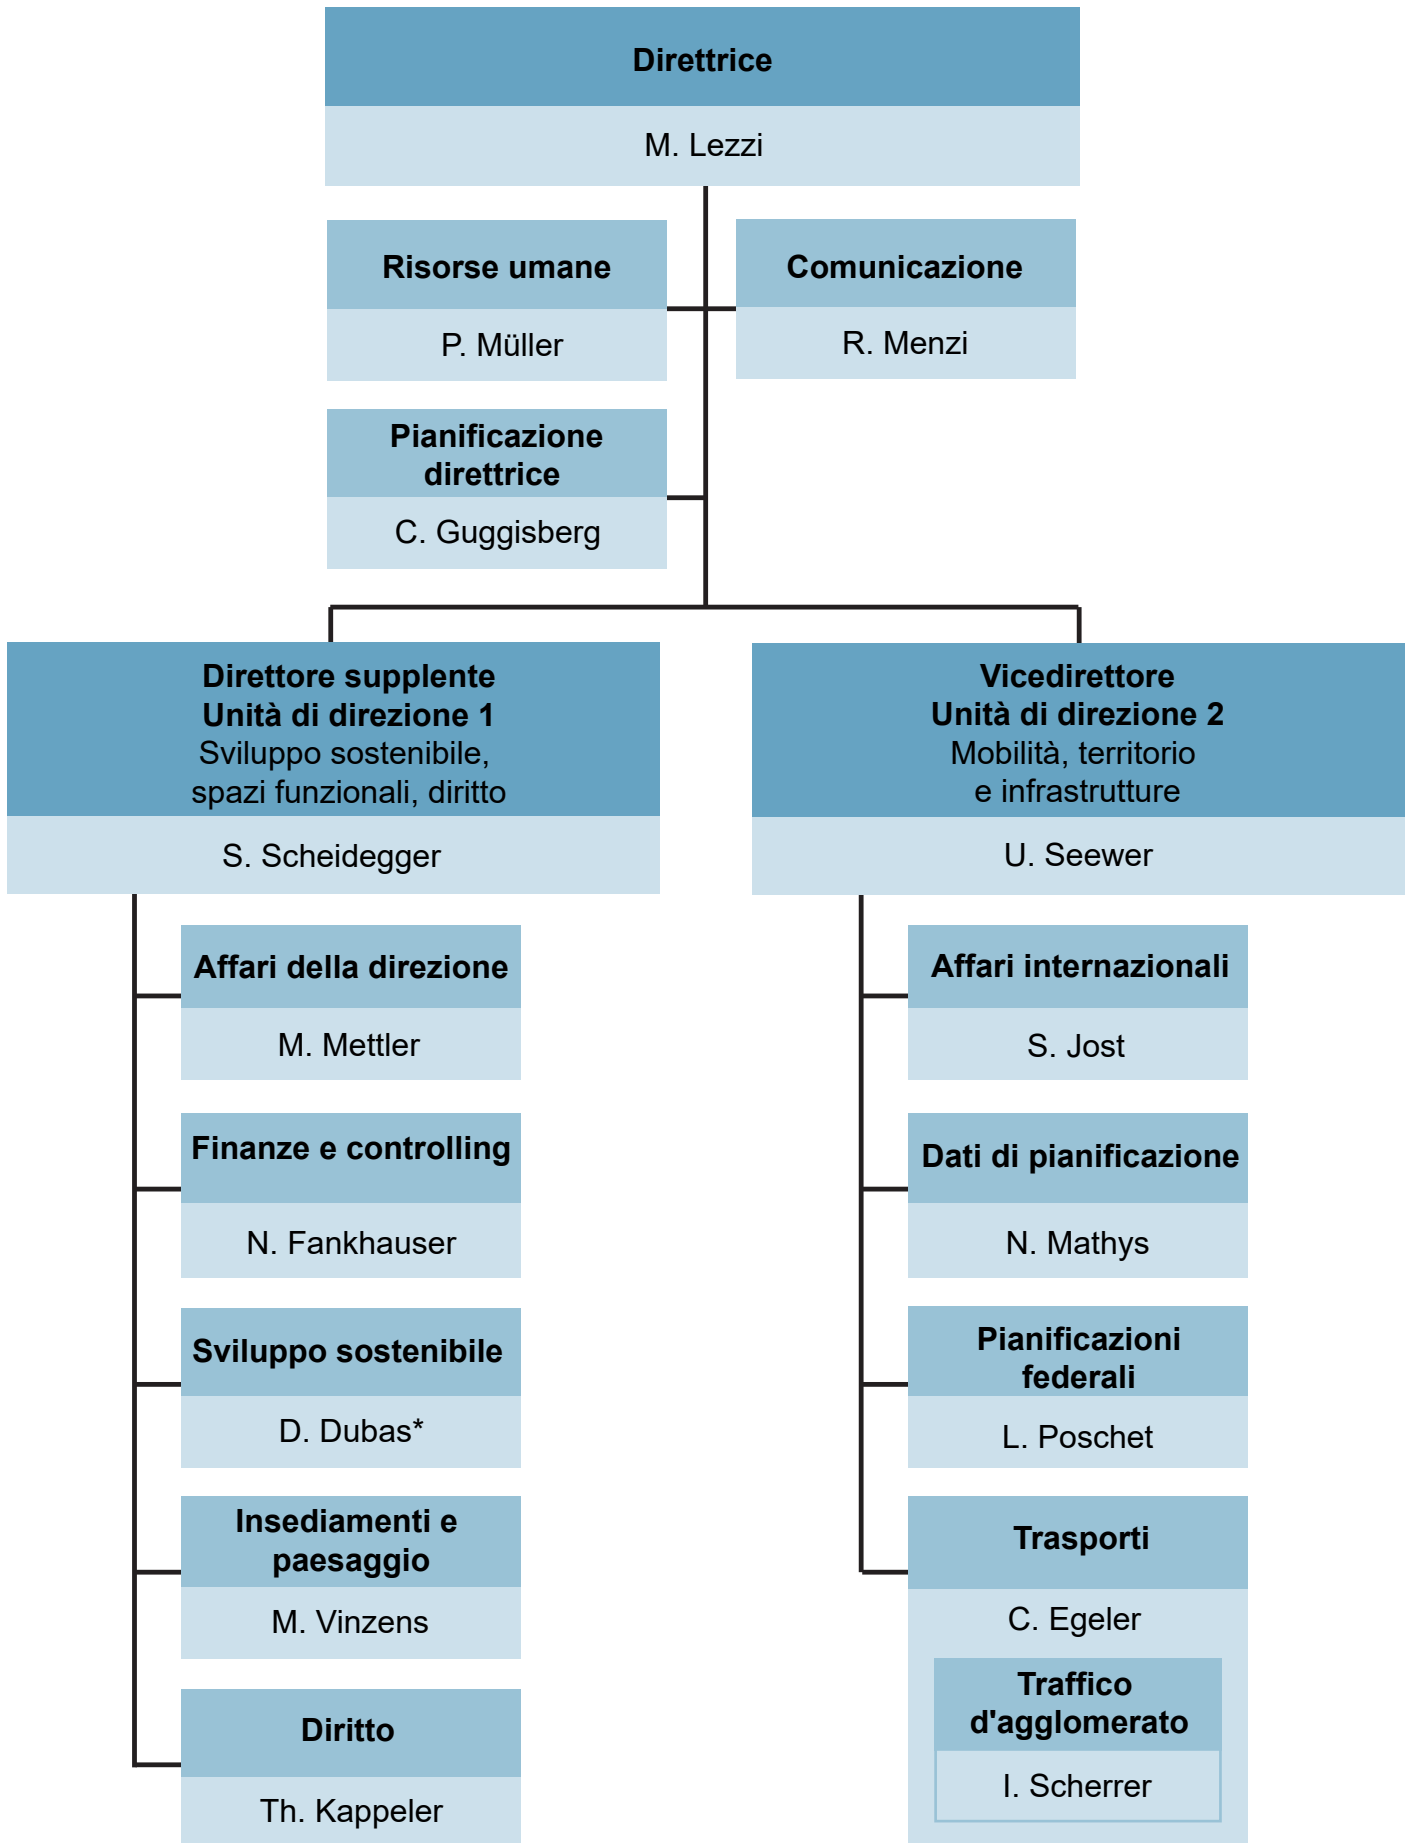 Direttrice
M. Lezzi
Risorse umane
P. Müller
Comunicazione
R. Menzi
Pianificazione
direttrice
C. Guggisberg
Direttore supplente
Unità di direzione 1
Sviluppo sostenibile,
spazi funzionali, diritto
S. Scheidegger
Affari della direzione
M. Mettler
Finanze e controlling
N. Fankhauser
Sviluppo sostenibile
D. Dubas*
Insediamenti e
paesaggio
M. Vinzens
Diritto
Th. Kappeler
Vicedirettore
Unità di direzione 2
Mobilità, territorio
e infrastrutture
U. Seewer
Affari internazionali
S. Jost
Dati di pianificazione
N. Mathys
Pianificazioni
federali
L. Poschet
Trasporti
C. Egeler
Traffico
d'agglomerato
I. Scherrer